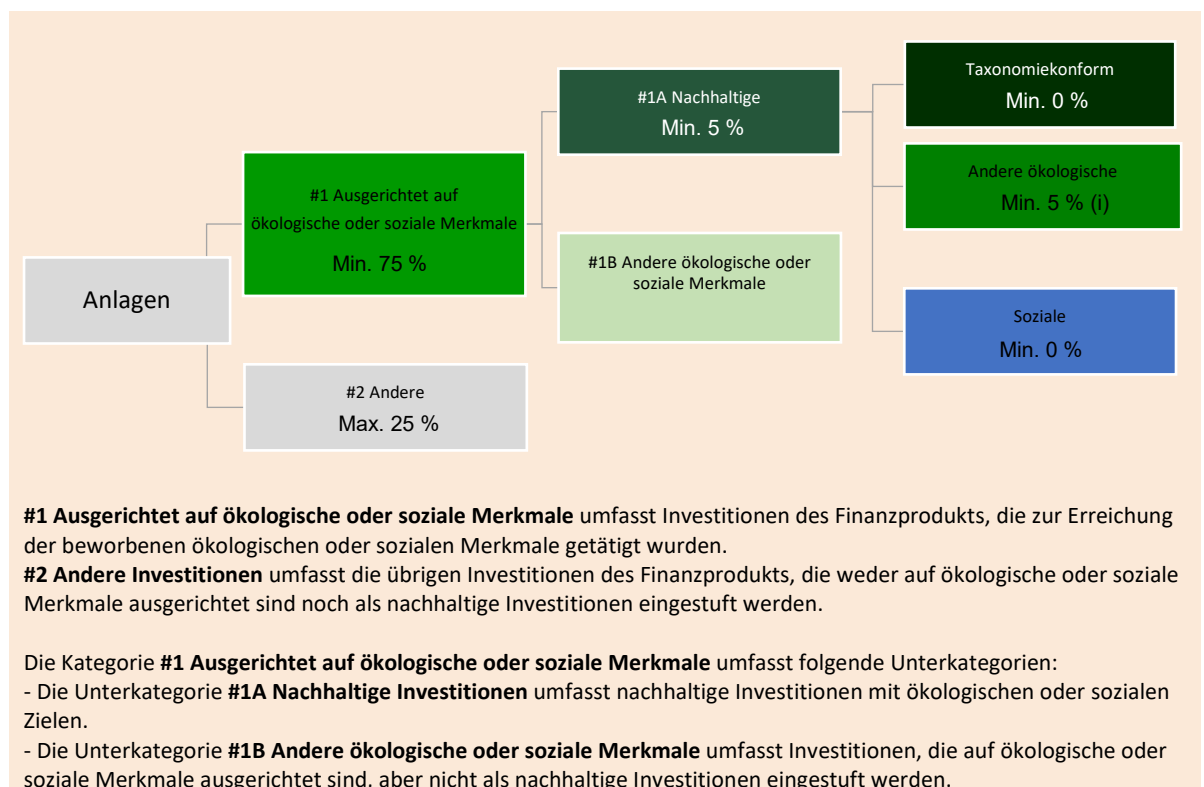 Anlagen
#1 Ausgerichtet auf
ökologische oder soziale Merkmale
Min. 75 %
#2 Andere
Max. 25 %
#1A Nachhaltige
Min. 5 %
#1B Andere ökologische oder
soziale Merkmale
Taxonomiekonform
Min. 0 %
Andere ökologische
Min. 5 % (i)
Soziale
Min. 0 %
#1 Ausgerichtet auf ökologische oder soziale Merkmale umfasst Investitionen des Finanzprodukts, die zur Erreichung
der beworbenen ökologischen oder sozialen Merkmale getätigt wurden.
#2 Andere Investitionen umfasst die übrigen Investitionen des Finanzprodukts, die weder auf ökologische oder soziale
Merkmale ausgerichtet sind noch als nachhaltige Investitionen eingestuft werden.
Die Kategorie #1 Ausgerichtet auf ökologische oder soziale Merkmale umfasst folgende Unterkategorien:
- Die Unterkategorie #1A Nachhaltige Investitionen umfasst nachhaltige Investitionen mit ökologischen oder sozialen
Zielen.
- Die Unterkategorie #1B Andere ökologische oder soziale Merkmale umfasst Investitionen, die auf ökologische oder
soziale Merkmale ausgerichtet sind, aber nicht als nachhaltige Investitionen eingestuft werden.